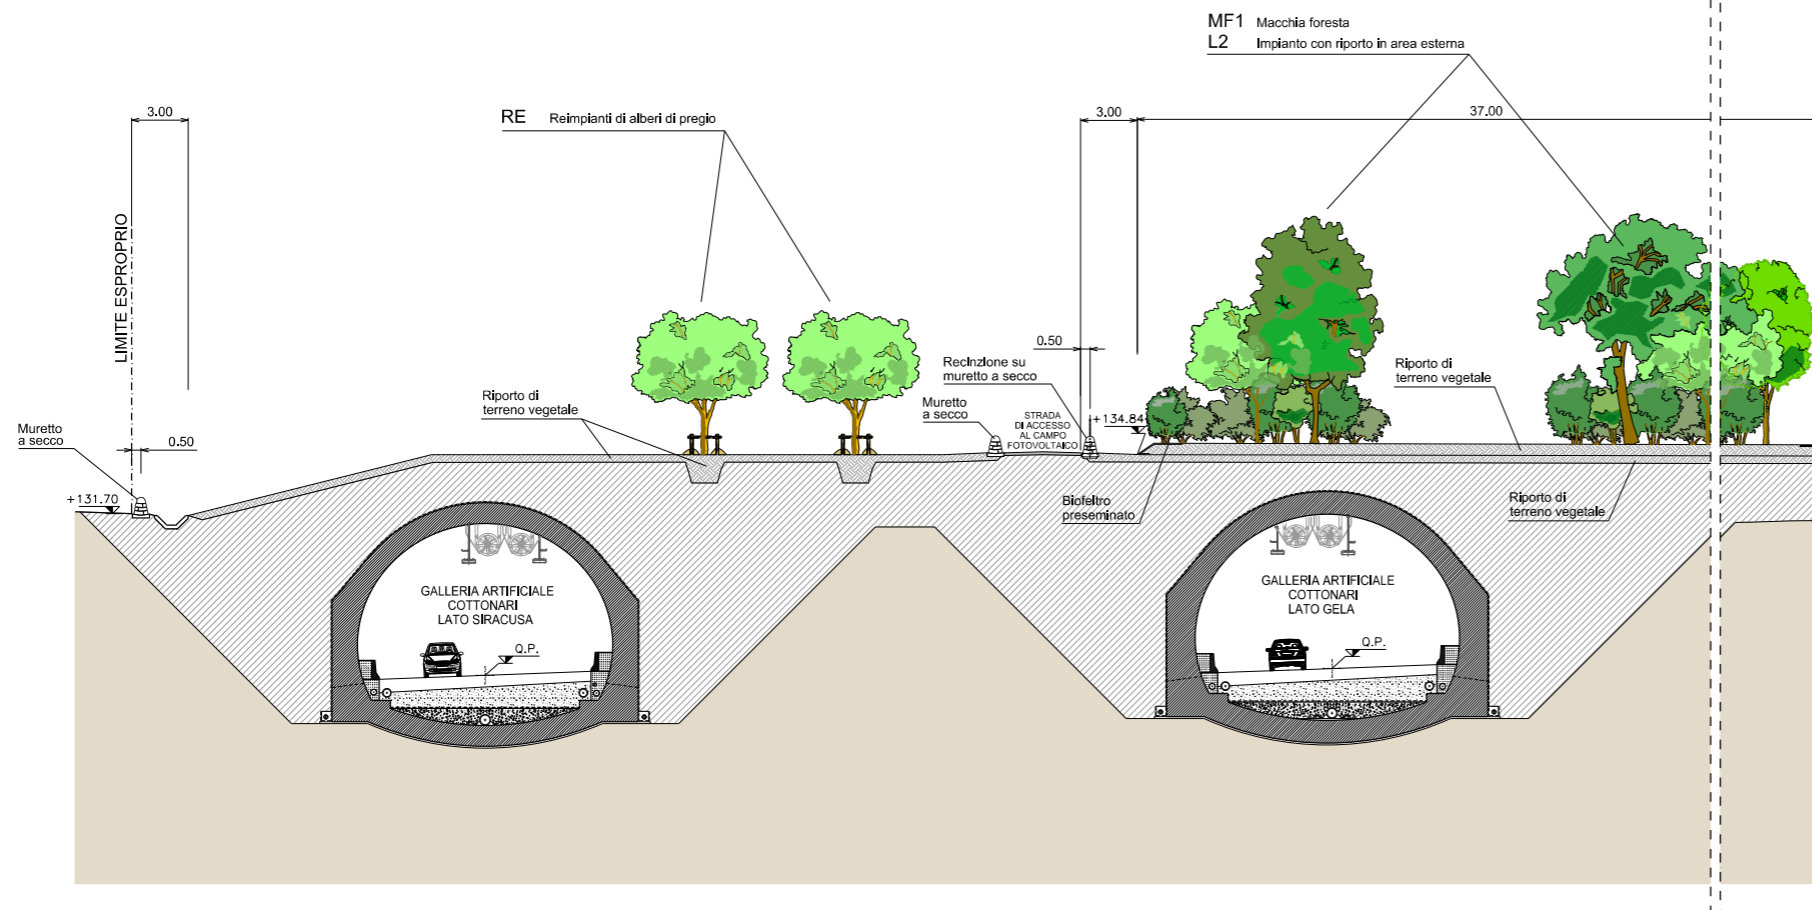 MF1 Macchia foresta
L2 Impianto con riporto in area esterna
3.00
RE Reimpianti di alberi di pregio
3.00
37.00
LIMITE ESPROPRIO
0.50
Recinzione su
muretto a secco
Riporto di
terreno vegetale
Riporto di
terreno vegetale
Muretto
a secco
STRADA
DI ACCESSO
AL CAMPO
FOTOVOLTAICO
+134.84
Muretto
a secco
0.50
+131.70
Biofeltro
preseminato
Riporto di
terreno vegetale
GALLERIA ARTIFICIALE
COTTONARI
LATO SIRACUSA
Q.P.
GALLERIA ARTIFICIALE
COTTONARI
LATO GELA
Q.P.